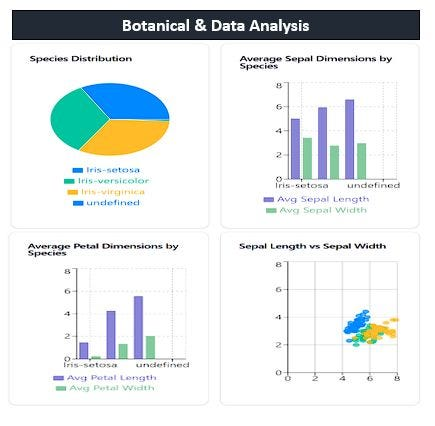 Botanical & Data Analysis
Species Distribution
Iris-setosa
Iris-versicolor
Iris-virginica
undefined
Average Sepal Dimensions by
Species
8
6
4
2
0
Iris-setosa undefined
Avg Sepal Length
Avg Sepal Width
Average Petal Dimensions by
Species
8
6
4
2
0
Iris-setosa undefined
Avg Petal Length
Avg Petal Width
Sepal Length vs Sepal Width
8
6
4
2
0
0 2 4 6 8